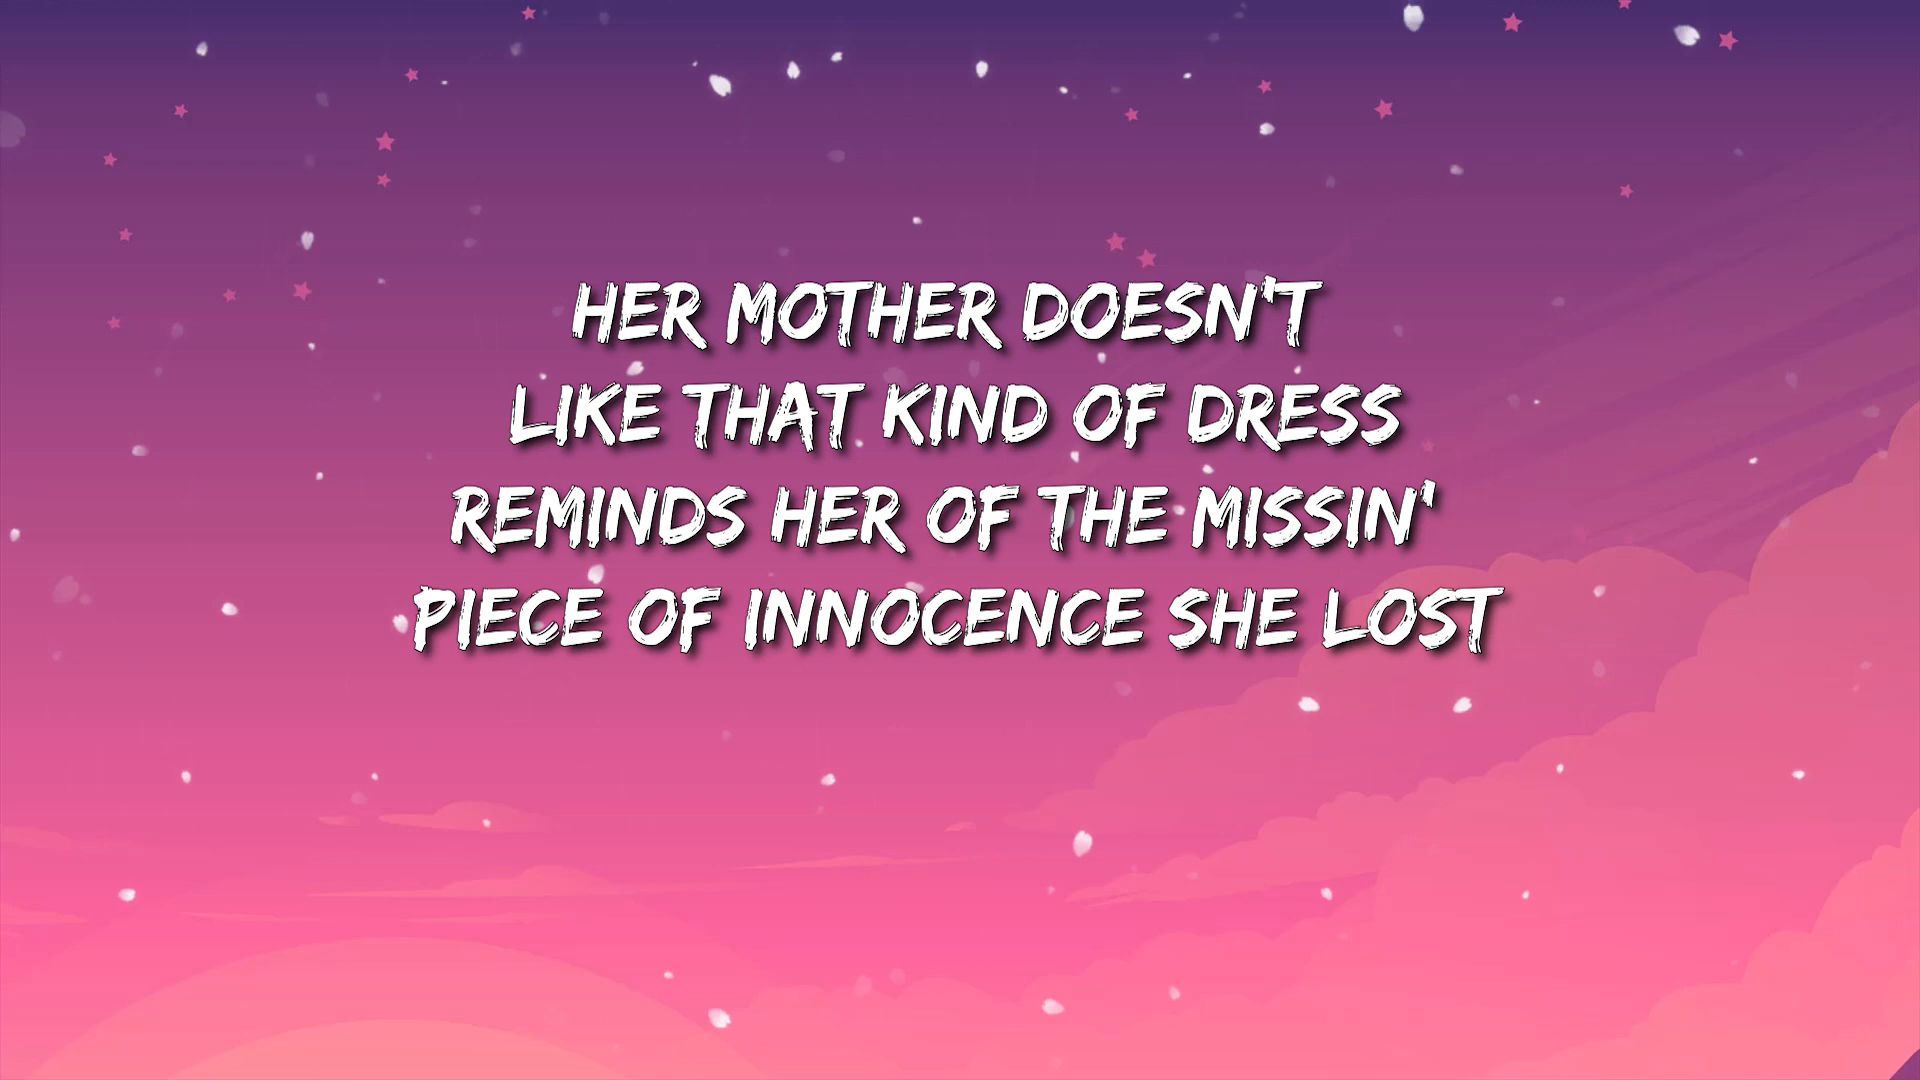 HER MOTHER DOESN'T
LIKE THAT KIND OF DRESS
REMINDS HER OF THE MISSIN'
PIECE OF INNOCENCE SHE LOST